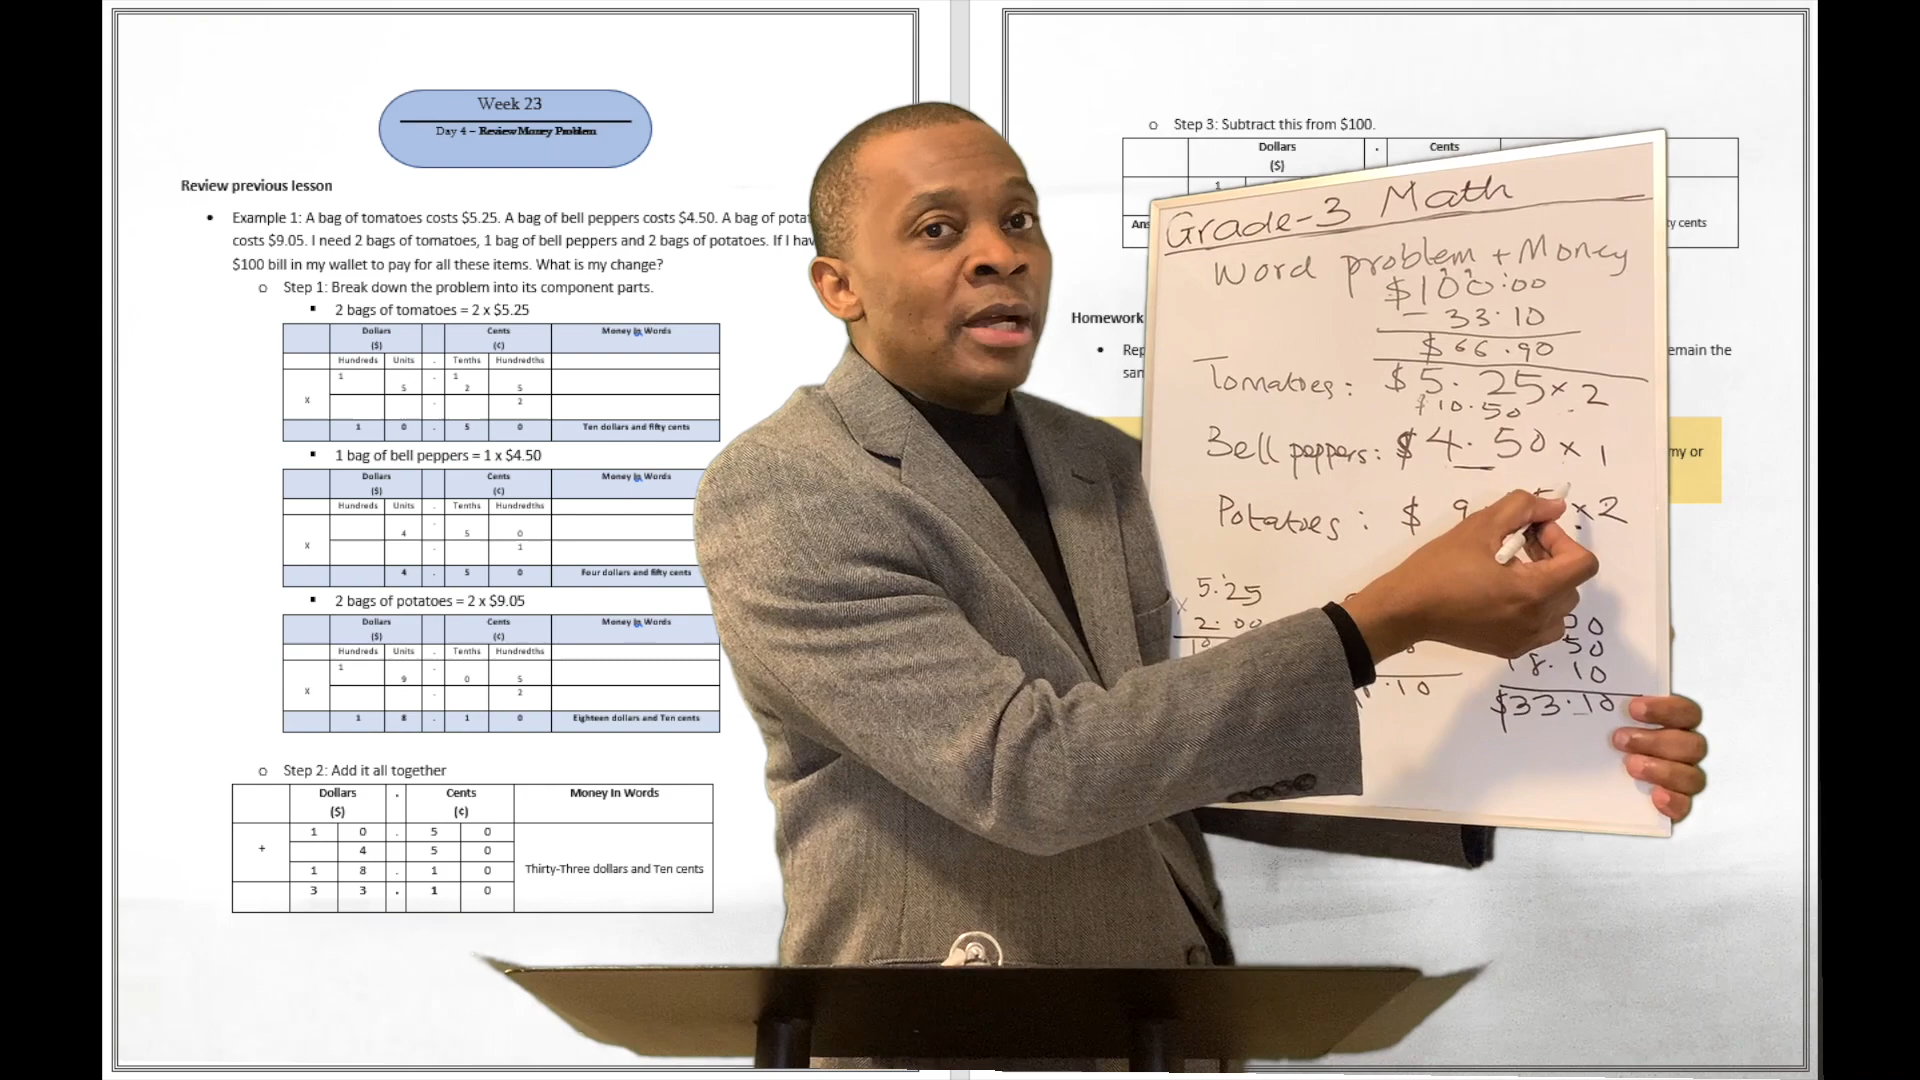 Week 23
Day 4 – Review Money Problem
Review previous lesson
• Example 1: A bag of tomatoes costs $5.25. A bag of bell peppers costs $4.50. A bag of
costs $9.05. I need 2 bags of tomatoes, 1 bag of bell peppers and 2 bags of potatoes. If I
$100 bill in my wallet to pay for all these items. What is my change?
o Step 1: Break down the problem into its component parts.
▪ 2 bags of tomatoes = 2 x $5.25
Dollars ($) . Cents (¢) Money In Words
Hundreds Units . Tenths Hundredths
1 . 1
5 2 5
x . 2
1 0 . 5 0 Ten dollars and fifty cents
▪ 1 bag of bell peppers = 1 x $4.50
Dollars ($) . Cents (¢) Money In Words
Hundreds Units . Tenths Hundredths
.
4 5 0
x . 1
4 . 5 0 Four dollars and fifty cents
▪ 2 bags of potatoes = 2 x $9.05
Dollars ($) . Cents (¢) Money In Words
Hundreds Units . Tenths Hundredths
1 .
9 0 5
x . 2
1 8 . 1 0 Eighteen dollars and Ten cents
o Step 2: Add it all together
Dollars ($) . Cents (¢) Money In Words
1 0 . 5 0
+ 4 5 0
1 8 . 1 0 Thirty-Three dollars and Ten cents
3 3 . 1 0
o Step 3: Subtract this from $100.
Dollars ($) . Cents (¢)
1
cents
Homework
•
remain the
or
Grade-3 Math
Word problem + Money
$100.00
- 33.10
$66.90
Tomatoes: $5.25 x 2
$10.50
Bell peppers: $4.50 x 1
Potatoes: $ 9 x 2
5.25
x 2.00
50
18.10
$33.10